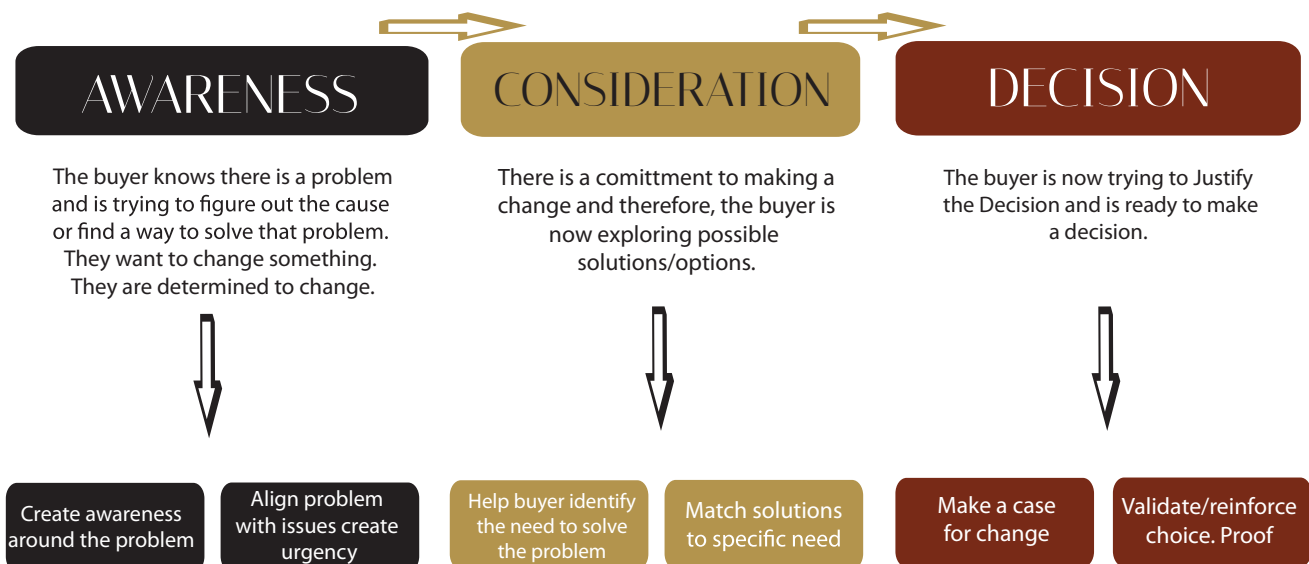 AWARENESS
CONSIDERATION
DECISION
The buyer knows there is a problem
and is trying to figure out the cause
or find a way to solve that problem.
They want to change something.
They are determined to change.
There is a comittment to making a
change and therefore, the buyer is
now exploring possible
solutions/options.
The buyer is now trying to Justify
the Decision and is ready to make
a decision.
Create awareness
around the problem
Align problem
with issues create
urgency
Help buyer identify
the need to solve
the problem
Match solutions
to specific need
Make a case
for change
Validate/reinforce
choice. Proof